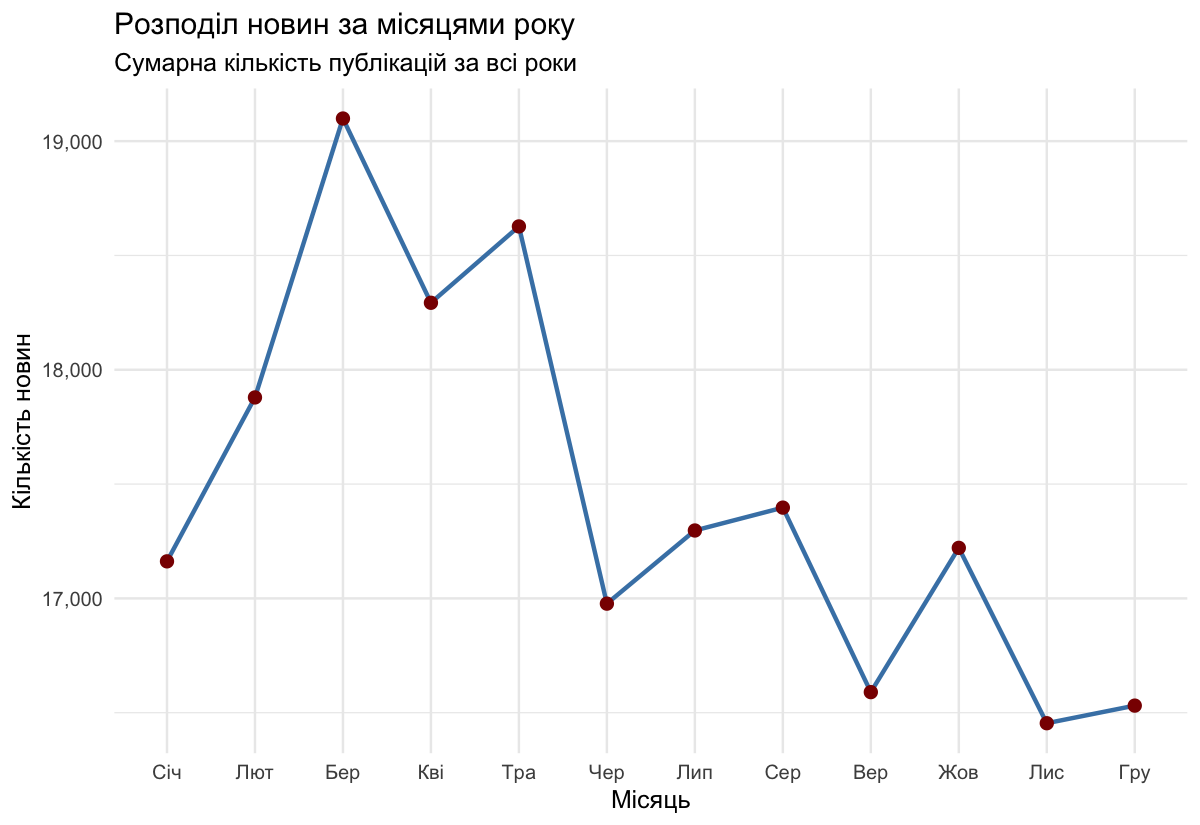 Розподіл новин за місяцями року
Сумарна кількість публікацій за всі роки
Кількість новин
19,000
18,000
17,000
Січ Лют Бер Кві Тра Чер Лип Сер Вер Жов Лис Гру
Місяць